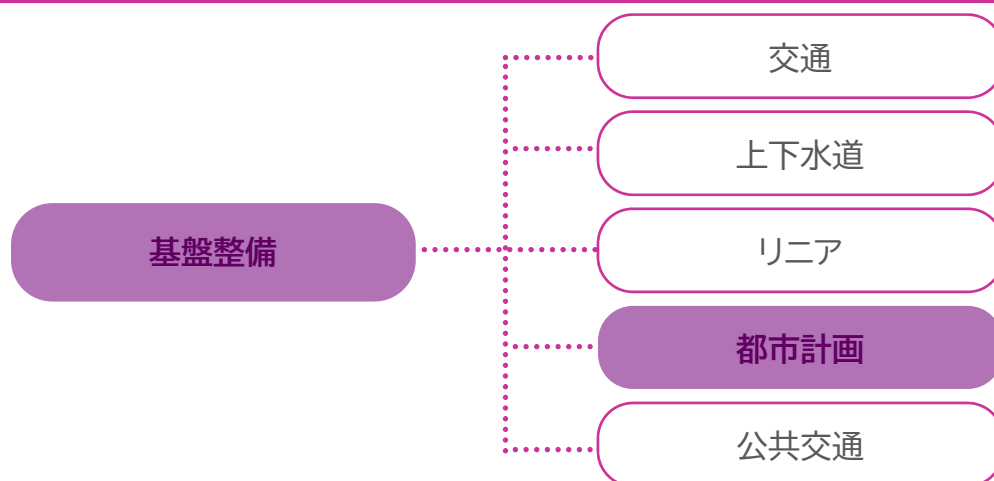 交通
上下水道
基盤整備
リニア
都市計画
公共交通